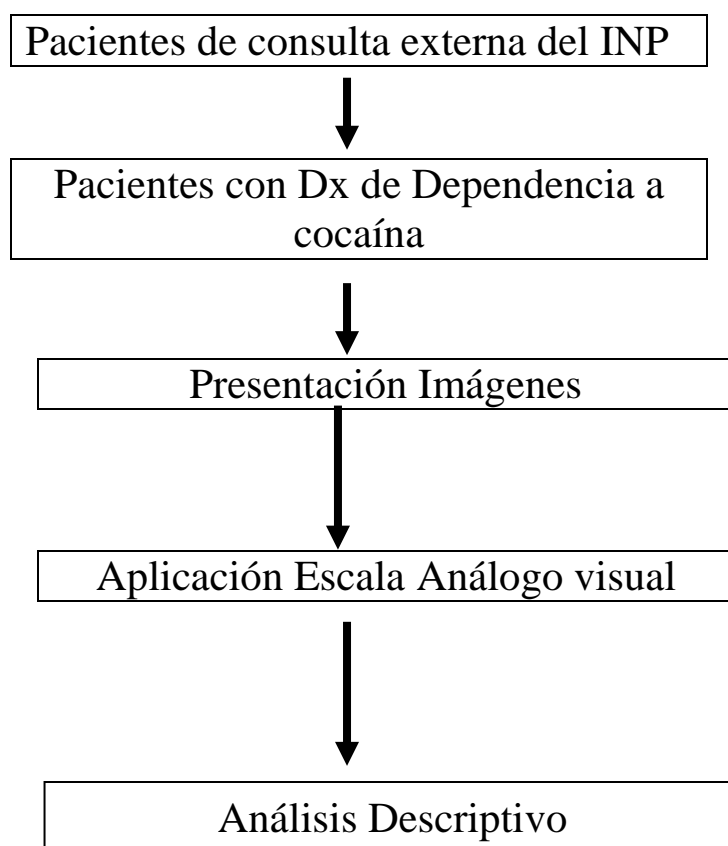 Pacientes de consulta externa del INP
Pacientes con Dx de Dependencia a
cocaína
Presentación Imágenes
Aplicación Escala Análogo visual
Análisis Descriptivo